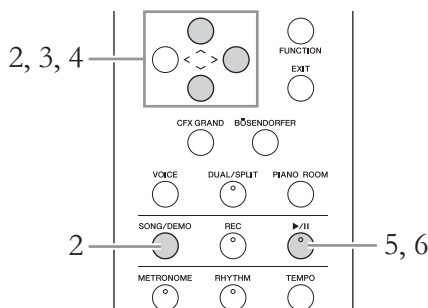 2, 3, 4
FUNCTION
EXIT
CFX GRAND BÖSENDORFER
VOICE DUAL/SPLIT PIANO ROOM
SONG/DEMO REC ▶/II
2
5, 6
METRONOME RHYTHM TEMPO